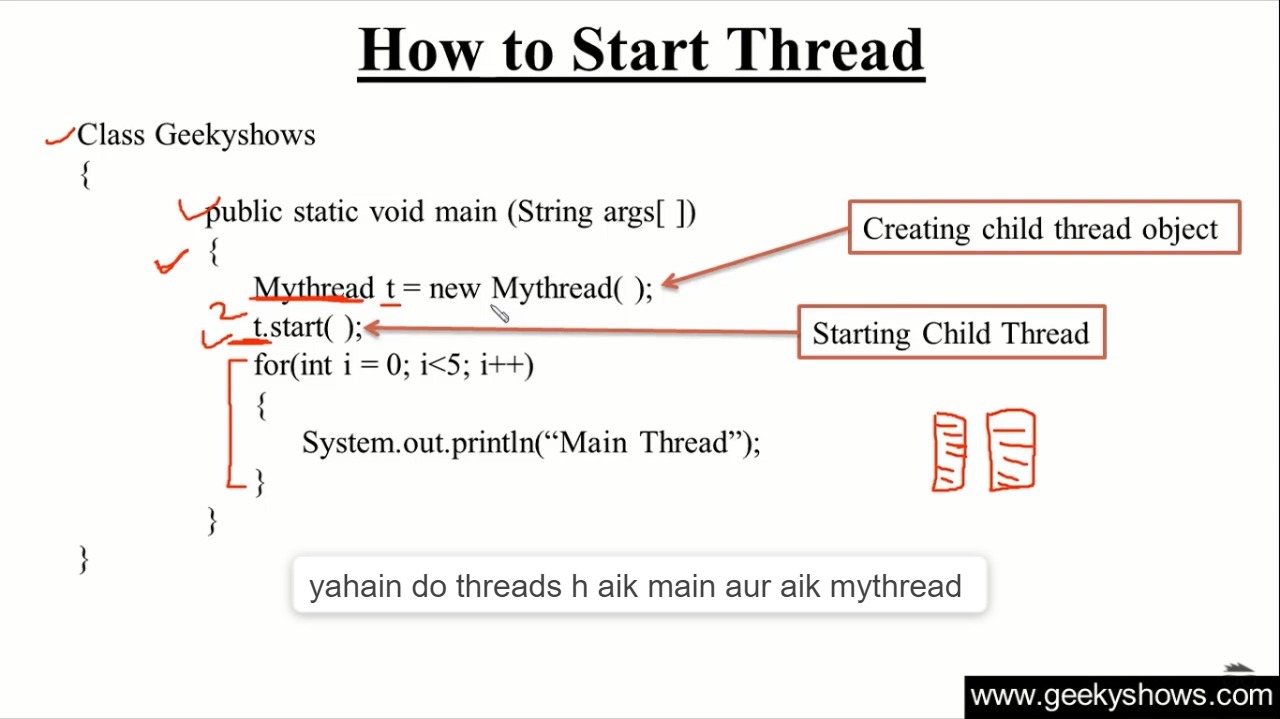 How to Start Thread
Class Geekyshows
{
public static void main (String args[ ])
{
Creating child thread object
Mythread t = new Mythread( );
2
t.start( );
Starting Child Thread
for(int i = 0; i<5; i++)
{
System.out.println(“Main Thread”);
}
}
}
yahain do threads h aik main aur aik mythread
www.geekyshows.com